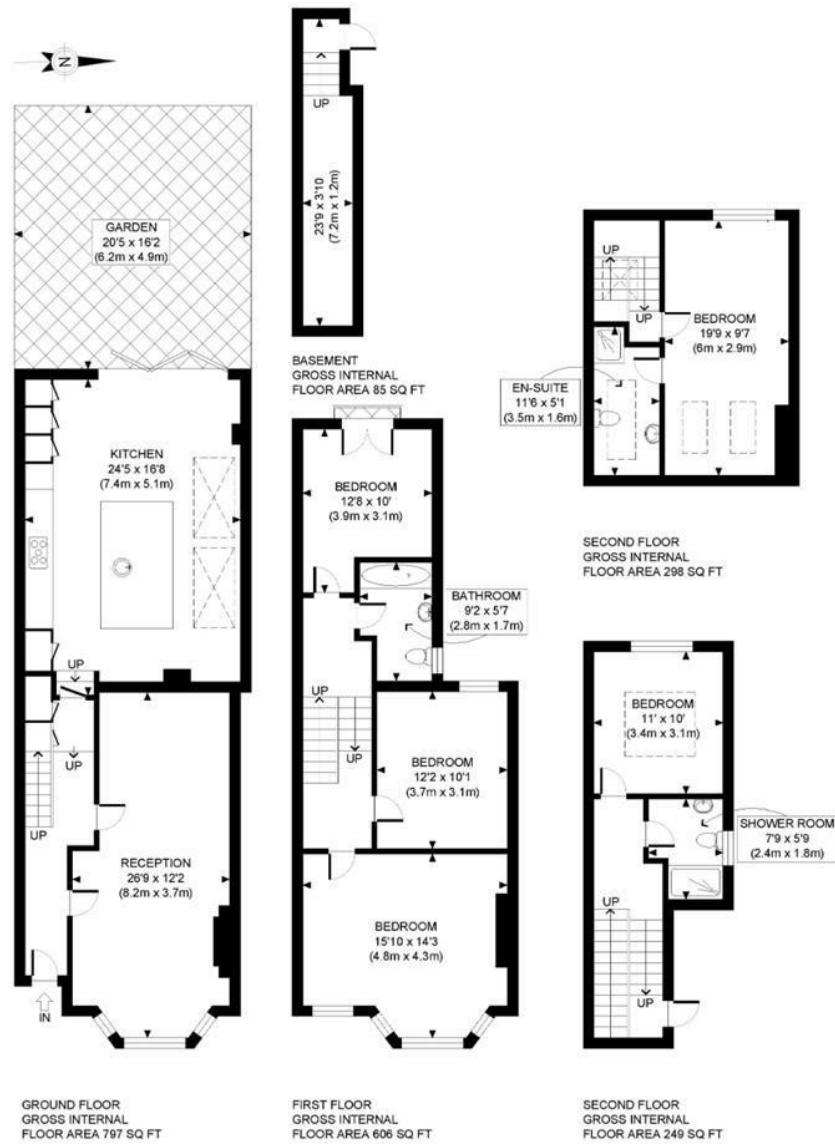 N
GARDEN
20'5 x 16'2
(6.2m x 4.9m)
KITCHEN
24'5 x 16'8
(7.4m x 5.1m)
UP
UP
UP
RECEPTION
26'9 x 12'2
(8.2m x 3.7m)
IN
GROUND FLOOR
GROSS INTERNAL
FLOOR AREA 797 SQ FT
UP
23'9 x 3'10
(7.2m x 1.2m)
BASEMENT
GROSS INTERNAL
FLOOR AREA 85 SQ FT
BEDROOM
12'8 x 10'
(3.9m x 3.1m)
BATHROOM
9'2 x 5'7
(2.8m x 1.7m)
UP
UP
BEDROOM
12'2 x 10'1
(3.7m x 3.1m)
BEDROOM
15'10 x 14'3
(4.8m x 4.3m)
FIRST FLOOR
GROSS INTERNAL
FLOOR AREA 606 SQ FT
UP
UP
BEDROOM
19'9 x 9'7
(6m x 2.9m)
EN-SUITE
11'6 x 5'1
(3.5m x 1.6m)
SECOND FLOOR
GROSS INTERNAL
FLOOR AREA 298 SQ FT
BEDROOM
11' x 10'
(3.4m x 3.1m)
SHOWER ROOM
7'9 x 5'9
(2.4m x 1.8m)
UP
UP
SECOND FLOOR
GROSS INTERNAL
FLOOR AREA 249 SQ FT